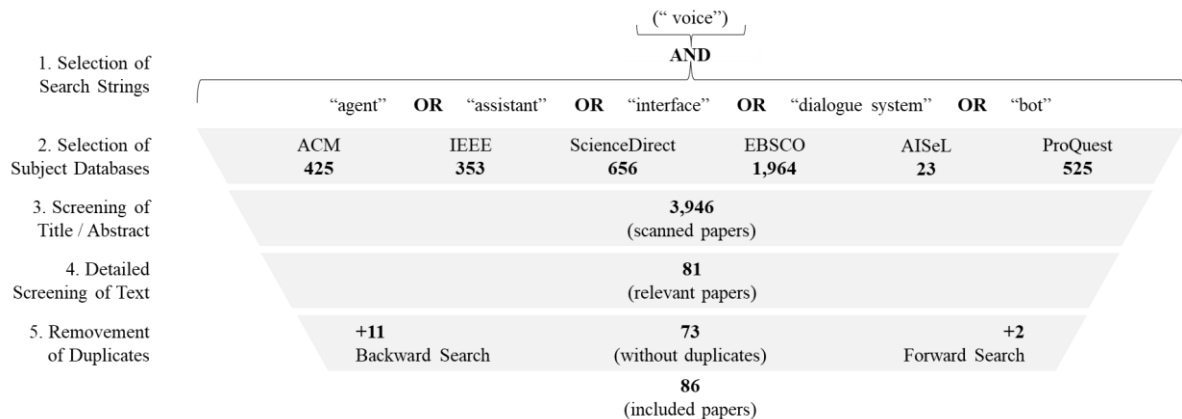 (“ voice”)
AND
1. Selection of
Search Strings
“agent” OR “assistant” OR “interface” OR “dialogue system” OR “bot”
2. Selection of
Subject Databases
ACM IEEE ScienceDirect EBSCO AISeL ProQuest
425 353 656 1,964 23 525
3. Screening of
Title / Abstract
3,946
(scanned papers)
4. Detailed
Screening of Text
81
(relevant papers)
5. Removement
of Duplicates
+11 73 +2
Backward Search (without duplicates) Forward Search
86
(included papers)